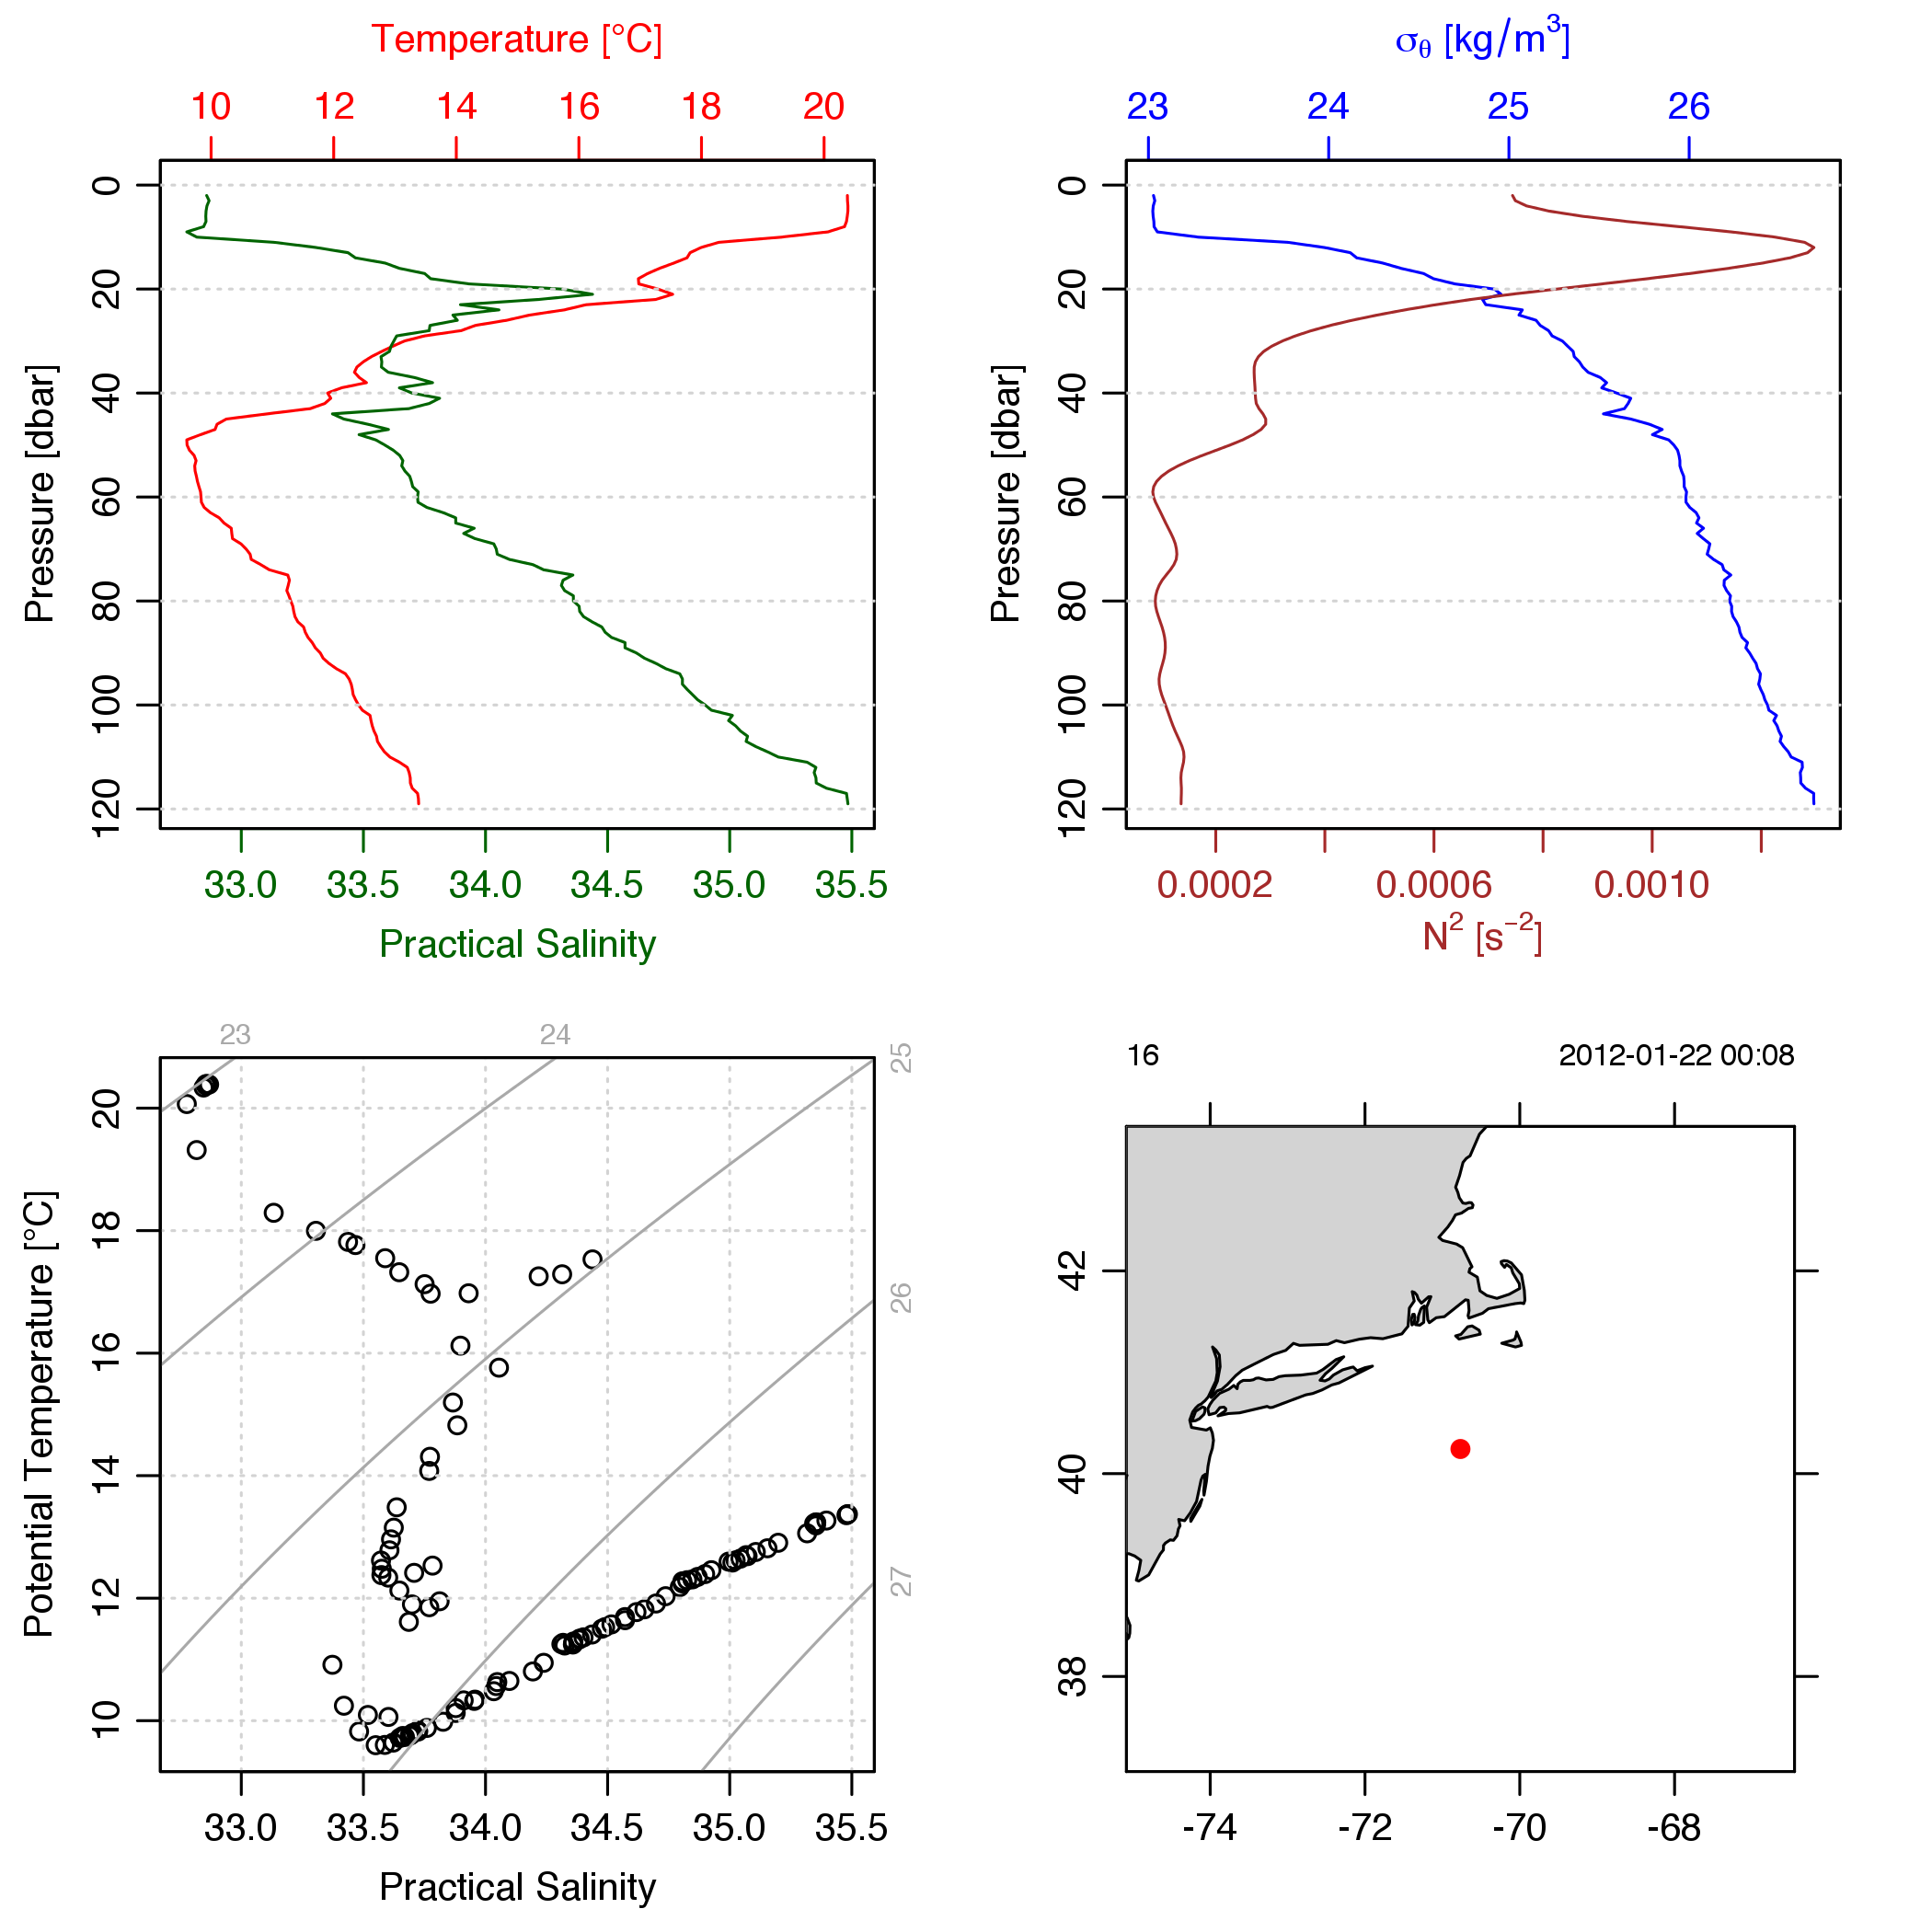 Temperature [°C]
10 12 14 16 18 20
0 20 40 60 80 100 120
Pressure [dbar]
33.0 33.5 34.0 34.5 35.0 35.5
Practical Salinity
σθ [kg/m³]
23 24 25 26
0 20 40 60 80 100 120
Pressure [dbar]
0.0002 0.0006 0.0010
N² [s⁻²]
23 24
25
26
27
20 18 16 14 12 10
Potential Temperature [°C]
33.0 33.5 34.0 34.5 35.0 35.5
Practical Salinity
16 2012-01-22 00:08
42
40
38
-74 -72 -70 -68